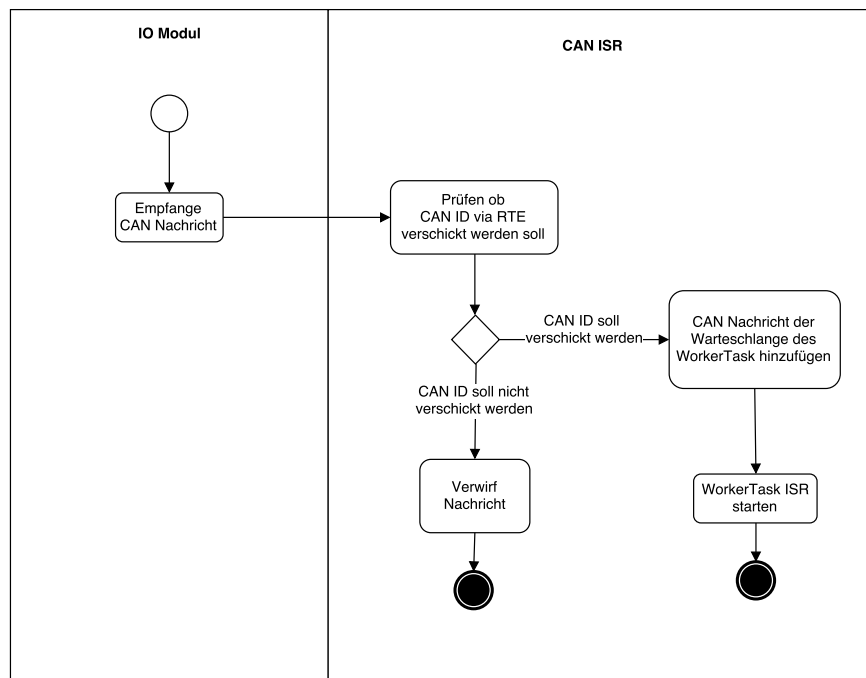 IO Modul
CAN ISR
Empfange
CAN Nachricht
Prüfen ob
CAN ID via RTE
verschickt werden soll
CAN ID soll
verschickt werden
CAN Nachricht der
Warteschlange des
WorkerTask hinzufügen
CAN ID soll nicht
verschickt werden
Verwirf
Nachricht
WorkerTask ISR
starten